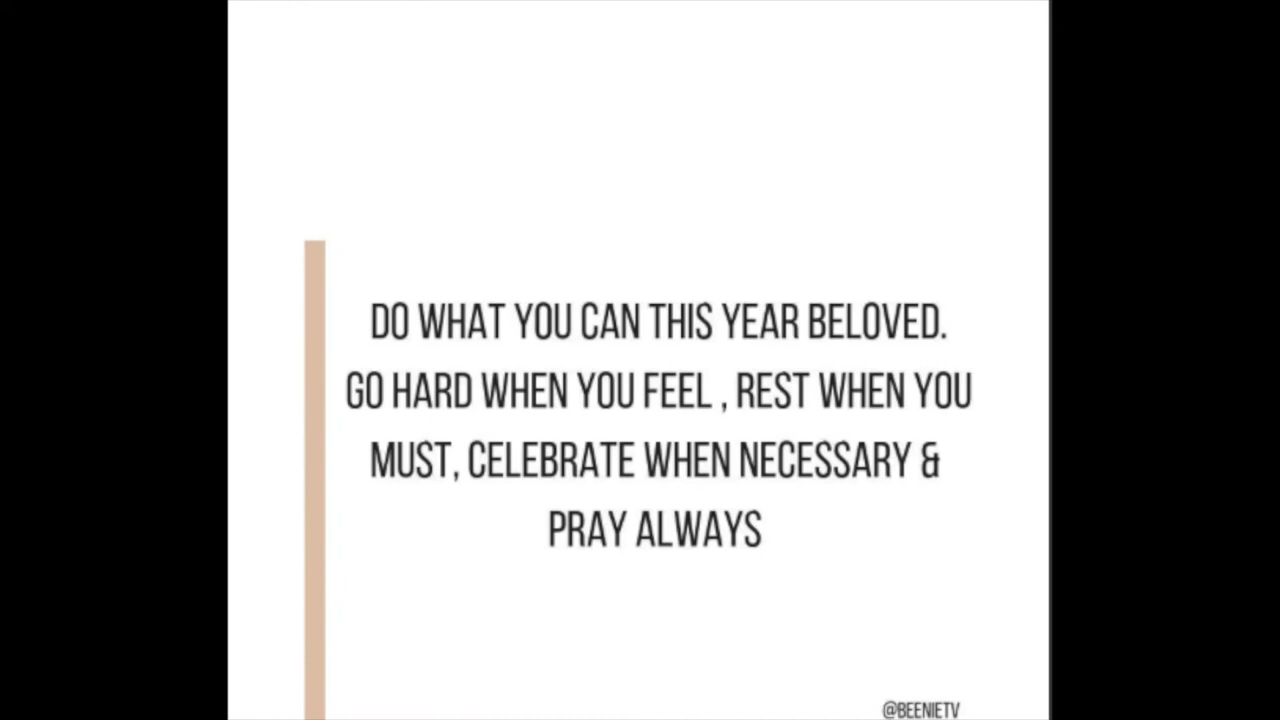 DO WHAT YOU CAN THIS YEAR BELOVED.
GO HARD WHEN YOU FEEL , REST WHEN YOU
MUST, CELEBRATE WHEN NECESSARY &
PRAY ALWAYS
@BEENIETV